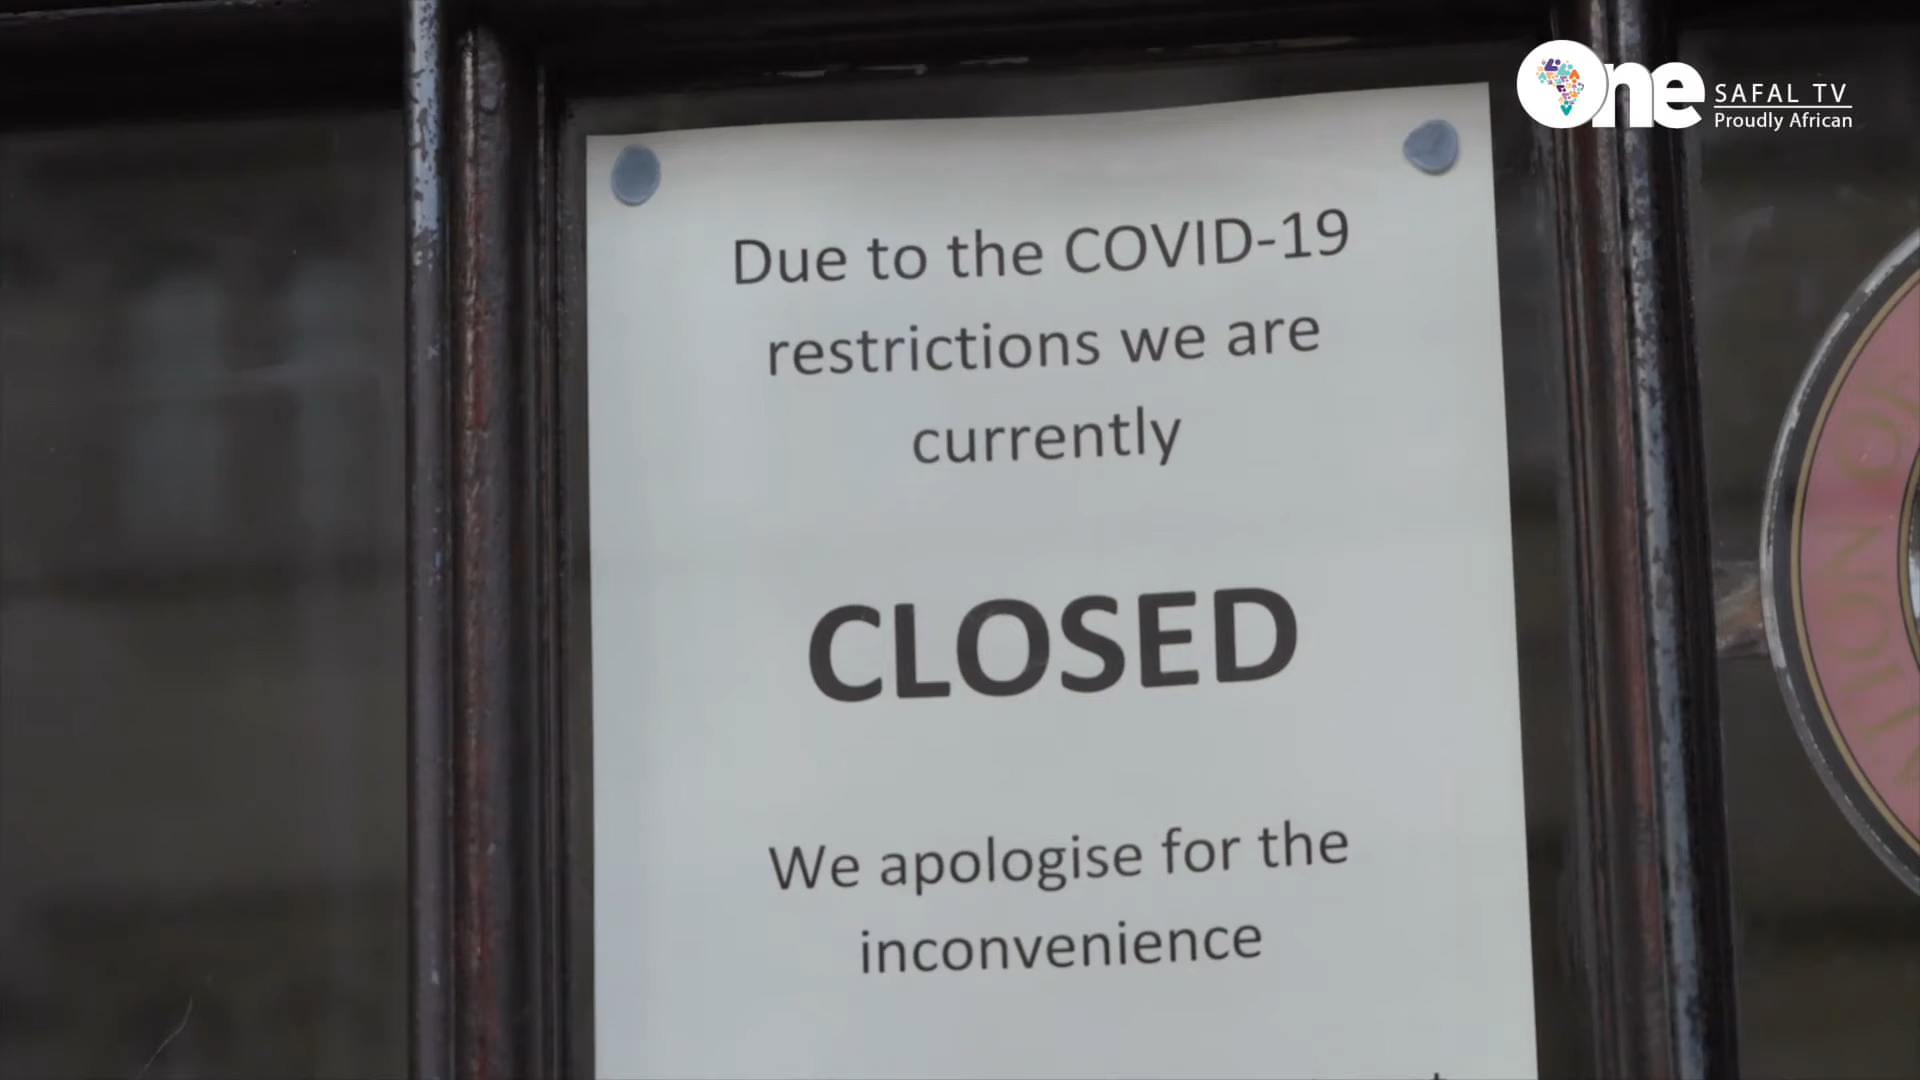 One
SAFAL TV
Proudly African
Due to the COVID-19
restrictions we are
currently
CLOSED
We apologise for the
inconvenience